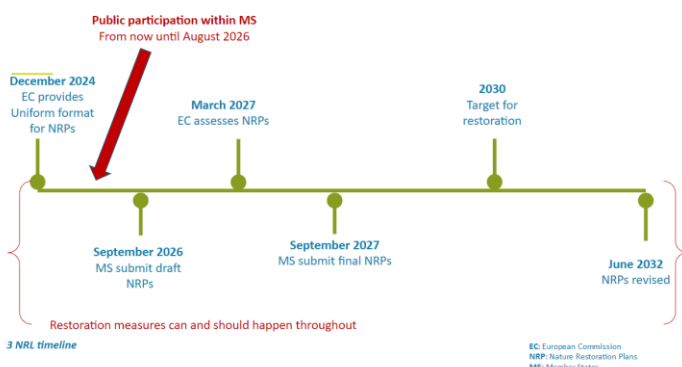 Public participation within MS
From now until August 2026
December 2024
EC provides
Uniform format
for NRPs
March 2027
EC assesses NRPs
2030
Target for
restoration
September 2026
MS submit draft
NRPs
September 2027
MS submit final NRPs
June 2032
NRPs revised
Restoration measures can and should happen throughout
3 NRL timeline
EC: European Commission
NRP: Nature Restoration Plans
MS: Member States